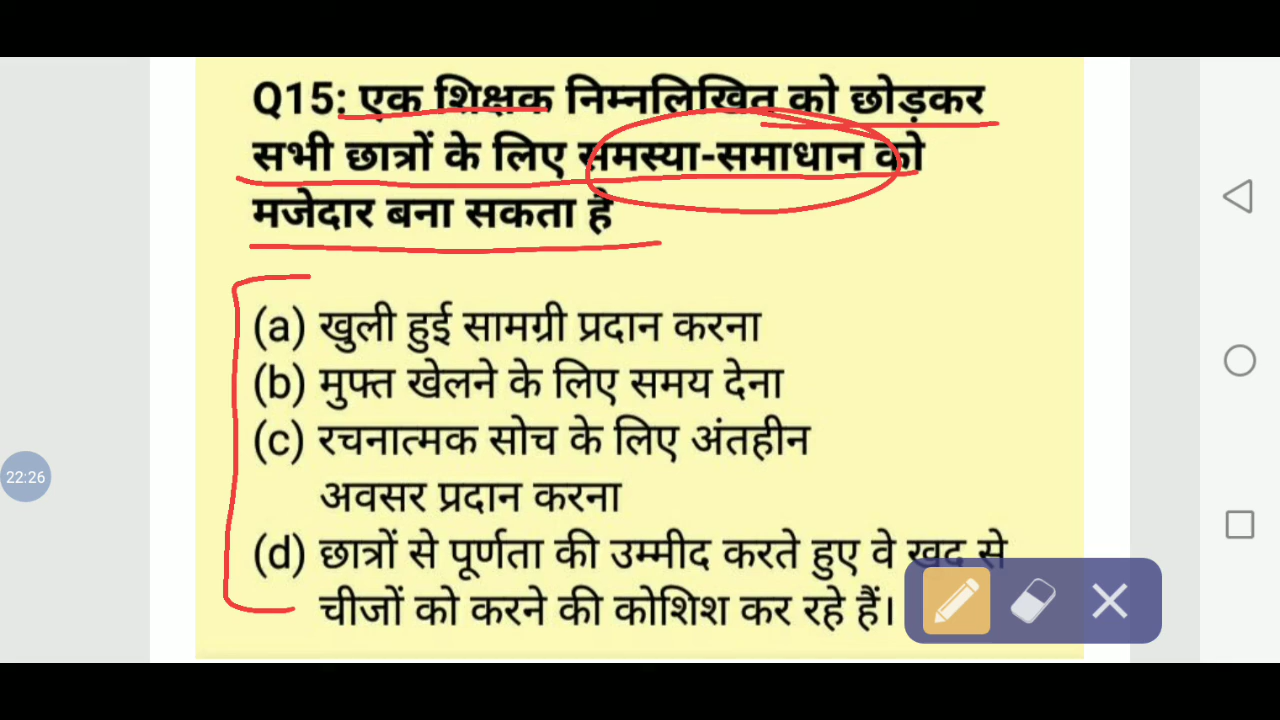 Q15: एक शिक्षक निम्नलिखित को छोड़कर
सभी छात्रों के लिए समस्या-समाधान को
मजेदार बना सकता है
(a) खुली हुई सामग्री प्रदान करना
(b) मुफ्त खेलने के लिए समय देना
(c) रचनात्मक सोच के लिए अंतहीन
अवसर प्रदान करना
(d) छात्रों से पूर्णता की उम्मीद करते हुए वे खुद से
चीजों को करने की कोशिश कर रहे हैं।
22:26